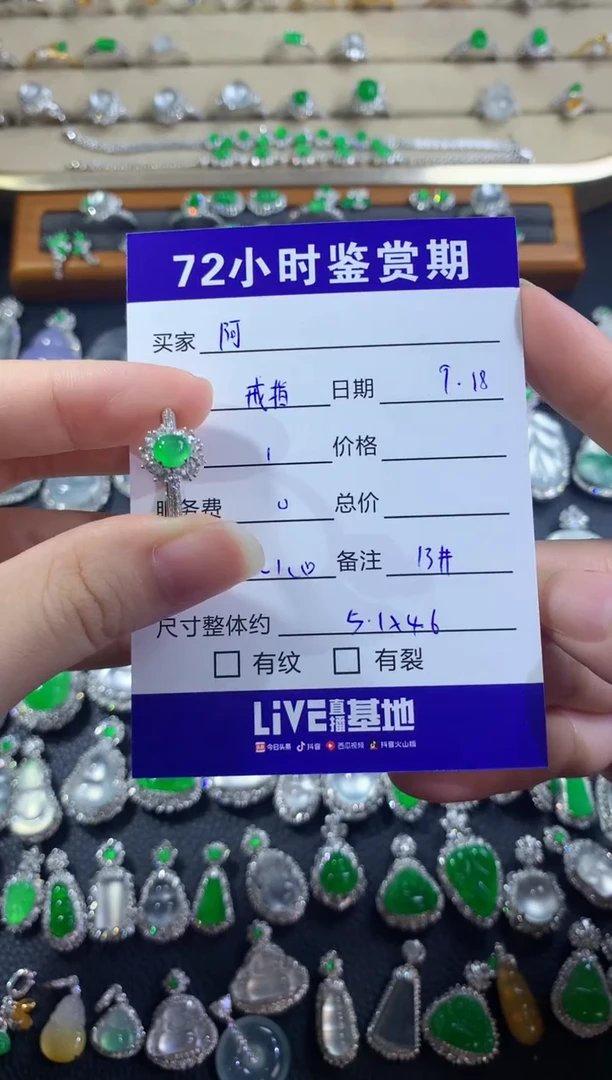 72小时鉴赏期
买家 阿
戒指 日期 9.18
1 价格
服务费 0 总价
备注 13#
尺寸整体约 5.1x4.6
□ 有纹 □ 有裂
LiVE直播基地
今日头条 抖音 西瓜视频 抖音火山版